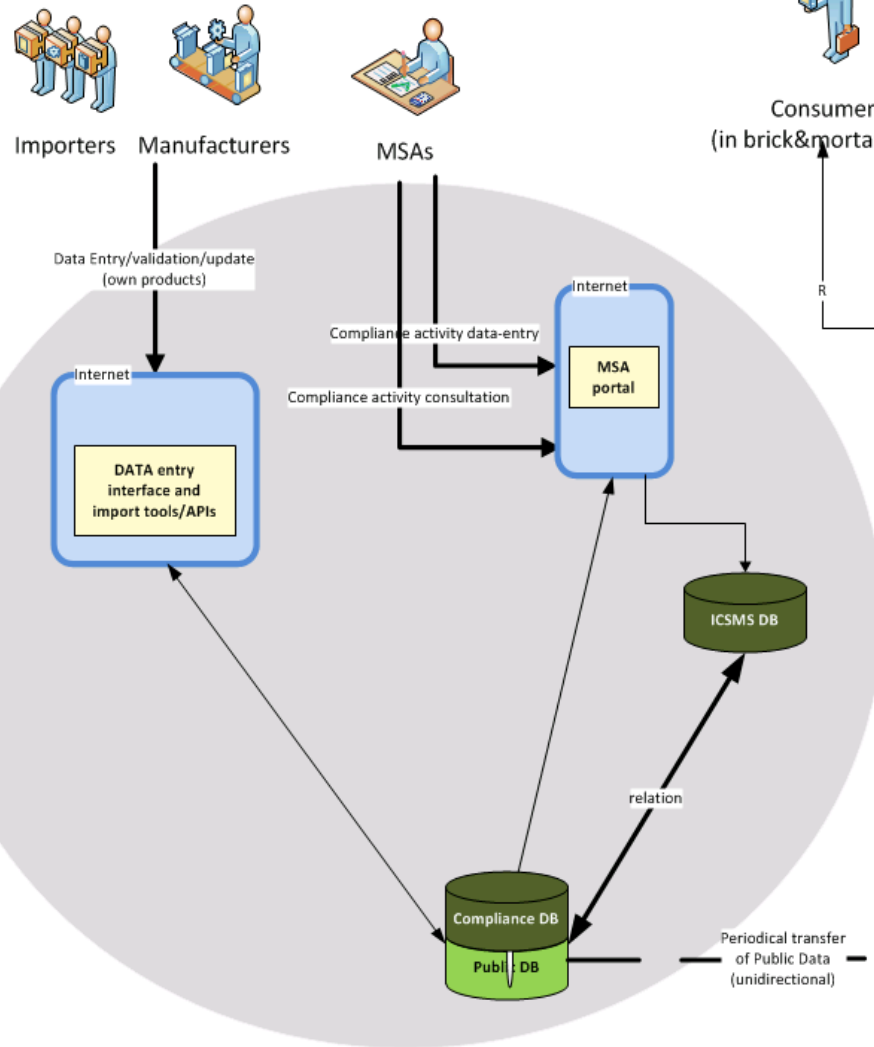 Importers
Manufacturers
MSAs
Consumer
(in brick&morta
Data Entry/validation/update
(own products)
Internet
R
Compliance activity data-entry
MSA
portal
Internet
Compliance activity consultation
DATA entry
interface and
import tools/APIs
ICSMS DB
relation
Compliance DB
Public DB
Periodical transfer
of Public Data
(unidirectional)